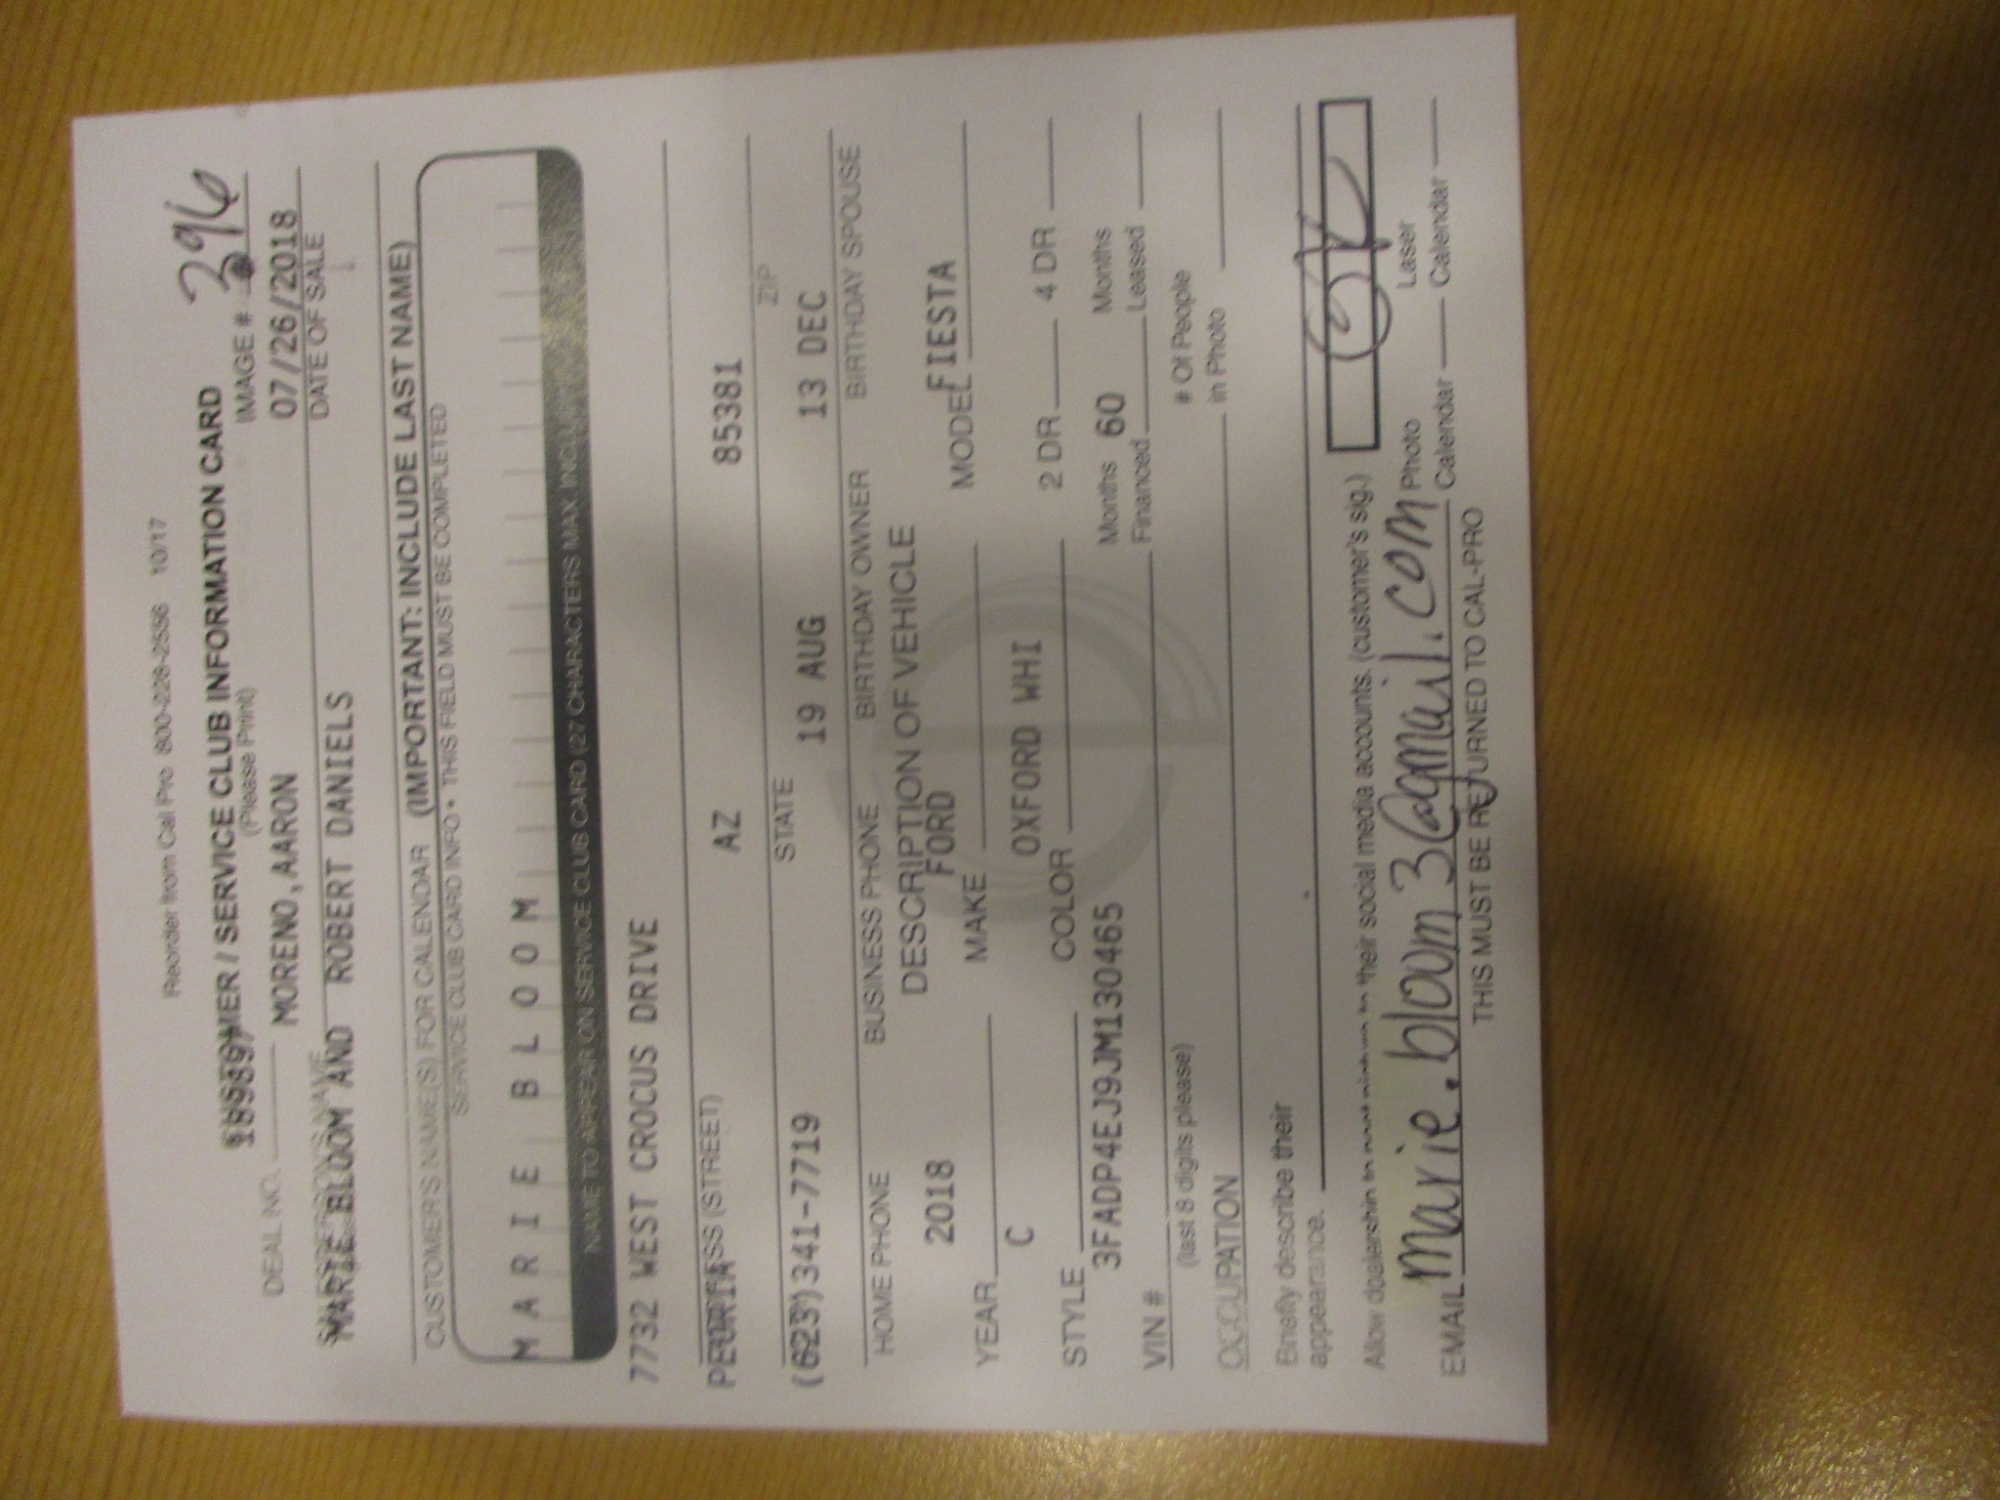 Reorder from Cal Pro 800-228-2556 10/17
CUSTOMER / SERVICE CLUB INFORMATION CARD
(Please Print)
IMAGE # 396
DEAL NO. 189897 MORENO,AARON 07/26/2018
SALESPERSON'S NAME DATE OF SALE
MARIE BLOOM AND ROBERT DANIELS
CUSTOMER'S NAME(S) FOR CALENDAR (IMPORTANT: INCLUDE LAST NAME)
SERVICE CLUB CARD INFO • THIS FIELD MUST BE COMPLETED
MARIE BLOOM
NAME TO APPEAR ON SERVICE CLUB CARD (27 CHARACTERS MAX. INCLU
7732 WEST CROCUS DRIVE
ADDRESS (STREET)
PEORIA AZ 85381
STATE ZIP
(623)341-7719 19 AUG 13 DEC
HOME PHONE BUSINESS PHONE BIRTHDAY OWNER BIRTHDAY SPOUSE
DESCRIPTION OF VEHICLE
YEAR 2018 MAKE FORD MODEL FIESTA
STYLE C COLOR OXFORD WHI 2 DR 4 DR
VIN # 3FADP4EJ9JM130465 Months Financed 60 Months Leased
(last 8 digits please)
OCCUPATION # Of People in Photo
Briefly describe their
appearance.
Allow dealership to their social media accounts. (customer's sig.)
EMAIL marie.bloom3@gmail.com Photo Calendar Laser Calendar
THIS MUST BE RETURNED TO CAL-PRO